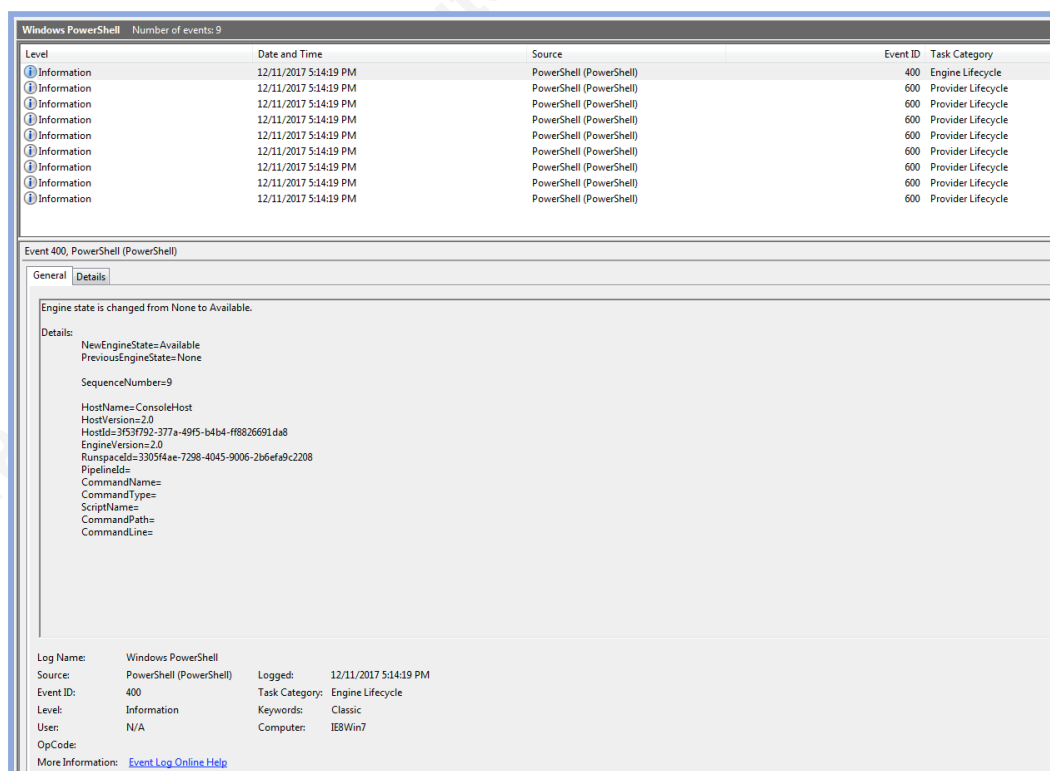 Windows PowerShell Number of events: 9
Level Date and Time Source Event ID Task Category
Information 12/11/2017 5:14:19 PM PowerShell (PowerShell) 400 Engine Lifecycle
Information 12/11/2017 5:14:19 PM PowerShell (PowerShell) 600 Provider Lifecycle
Information 12/11/2017 5:14:19 PM PowerShell (PowerShell) 600 Provider Lifecycle
Information 12/11/2017 5:14:19 PM PowerShell (PowerShell) 600 Provider Lifecycle
Information 12/11/2017 5:14:19 PM PowerShell (PowerShell) 600 Provider Lifecycle
Information 12/11/2017 5:14:19 PM PowerShell (PowerShell) 600 Provider Lifecycle
Information 12/11/2017 5:14:19 PM PowerShell (PowerShell) 600 Provider Lifecycle
Information 12/11/2017 5:14:19 PM PowerShell (PowerShell) 600 Provider Lifecycle
Information 12/11/2017 5:14:19 PM PowerShell (PowerShell) 600 Provider Lifecycle
Event 400, PowerShell (PowerShell)
General Details
Engine state is changed from None to Available.
Details:
NewEngineState=Available
PreviousEngineState=None
SequenceNumber=9
HostName=ConsoleHost
HostVersion=2.0
HostId=3f53f792-377a-49f5-b4b4-ff8826691da8
EngineVersion=2.0
RunspaceId=3305f4ae-7298-4045-9006-2b6efa9c2208
PipelineId=
CommandName=
CommandType=
ScriptName=
CommandPath=
CommandLine=
Log Name: Windows PowerShell
Source: PowerShell (PowerShell) Logged: 12/11/2017 5:14:19 PM
Event ID: 400 Task Category: Engine Lifecycle
Level: Information Keywords: Classic
User: N/A Computer: IE8Win7
OpCode:
More Information: Event Log Online Help